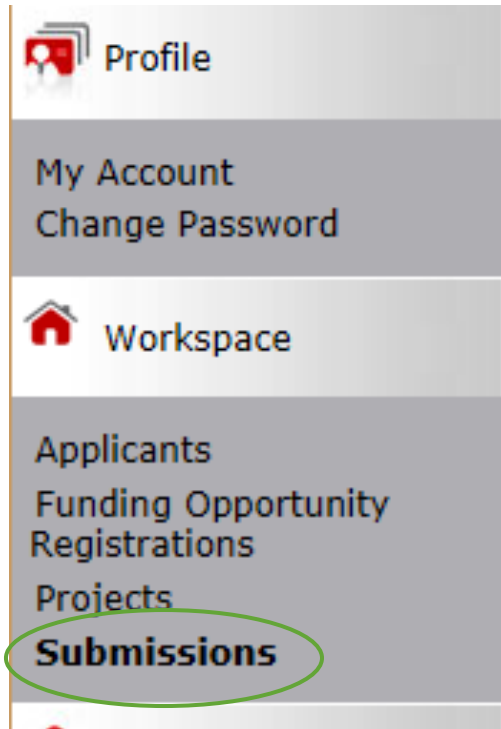 Profile
My Account
Change Password
Workspace
Applicants
Funding Opportunity
Registrations
Projects
Submissions